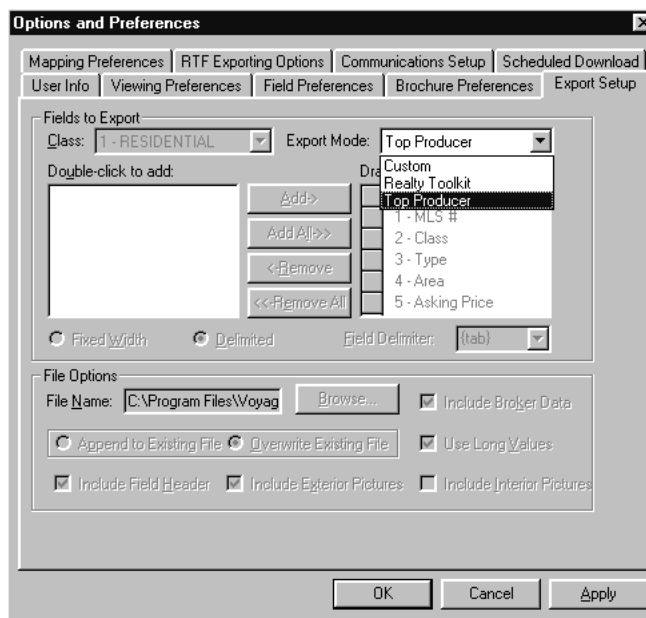 Options and Preferences
Mapping Preferences RTF Exporting Options Communications Setup Scheduled Download
User Info Viewing Preferences Field Preferences Brochure Preferences Export Setup
Fields to Export
Class: 1 - RESIDENTIAL Export Mode: Top Producer
Custom
Double-click to add: Dra
Realty Toolkit
Top Producer
Add->
1 - MLS #
Add All->>
2 - Class
3 - Type
<-Remove
4 - Area
<<-Remove All
5 - Asking Price
Fixed Width Delimited Field Delimiter: {tab}
File Options
File Name: C:\Program Files\Voyag Browse... Include Broker Data
Append to Existing File Overwrite Existing File Use Long Values
Include Field Header Include Exterior Pictures Include Interior Pictures
OK Cancel Apply